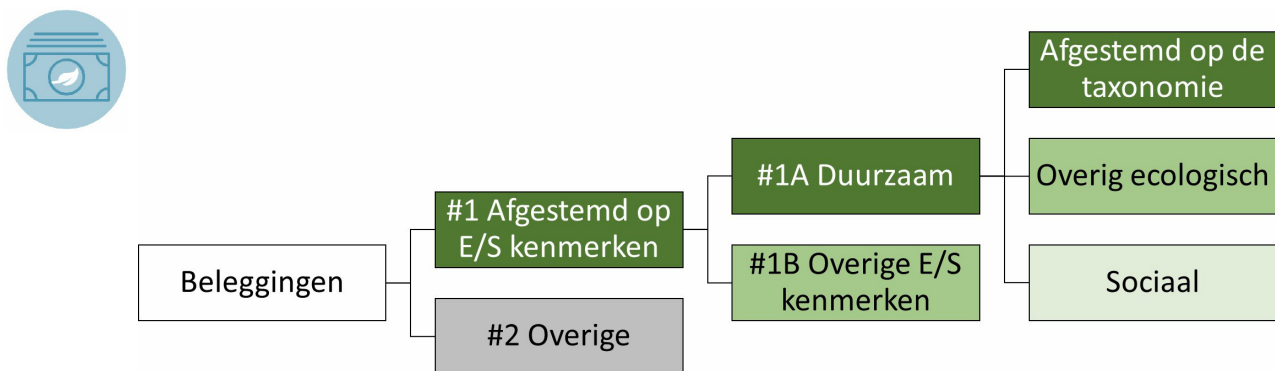 Beleggingen
#1 Afgestemd op
E/S kenmerken
#2 Overige
#1A Duurzaam
#1B Overige E/S
kenmerken
Afgestemd op de
taxonomie
Overig ecologisch
Sociaal